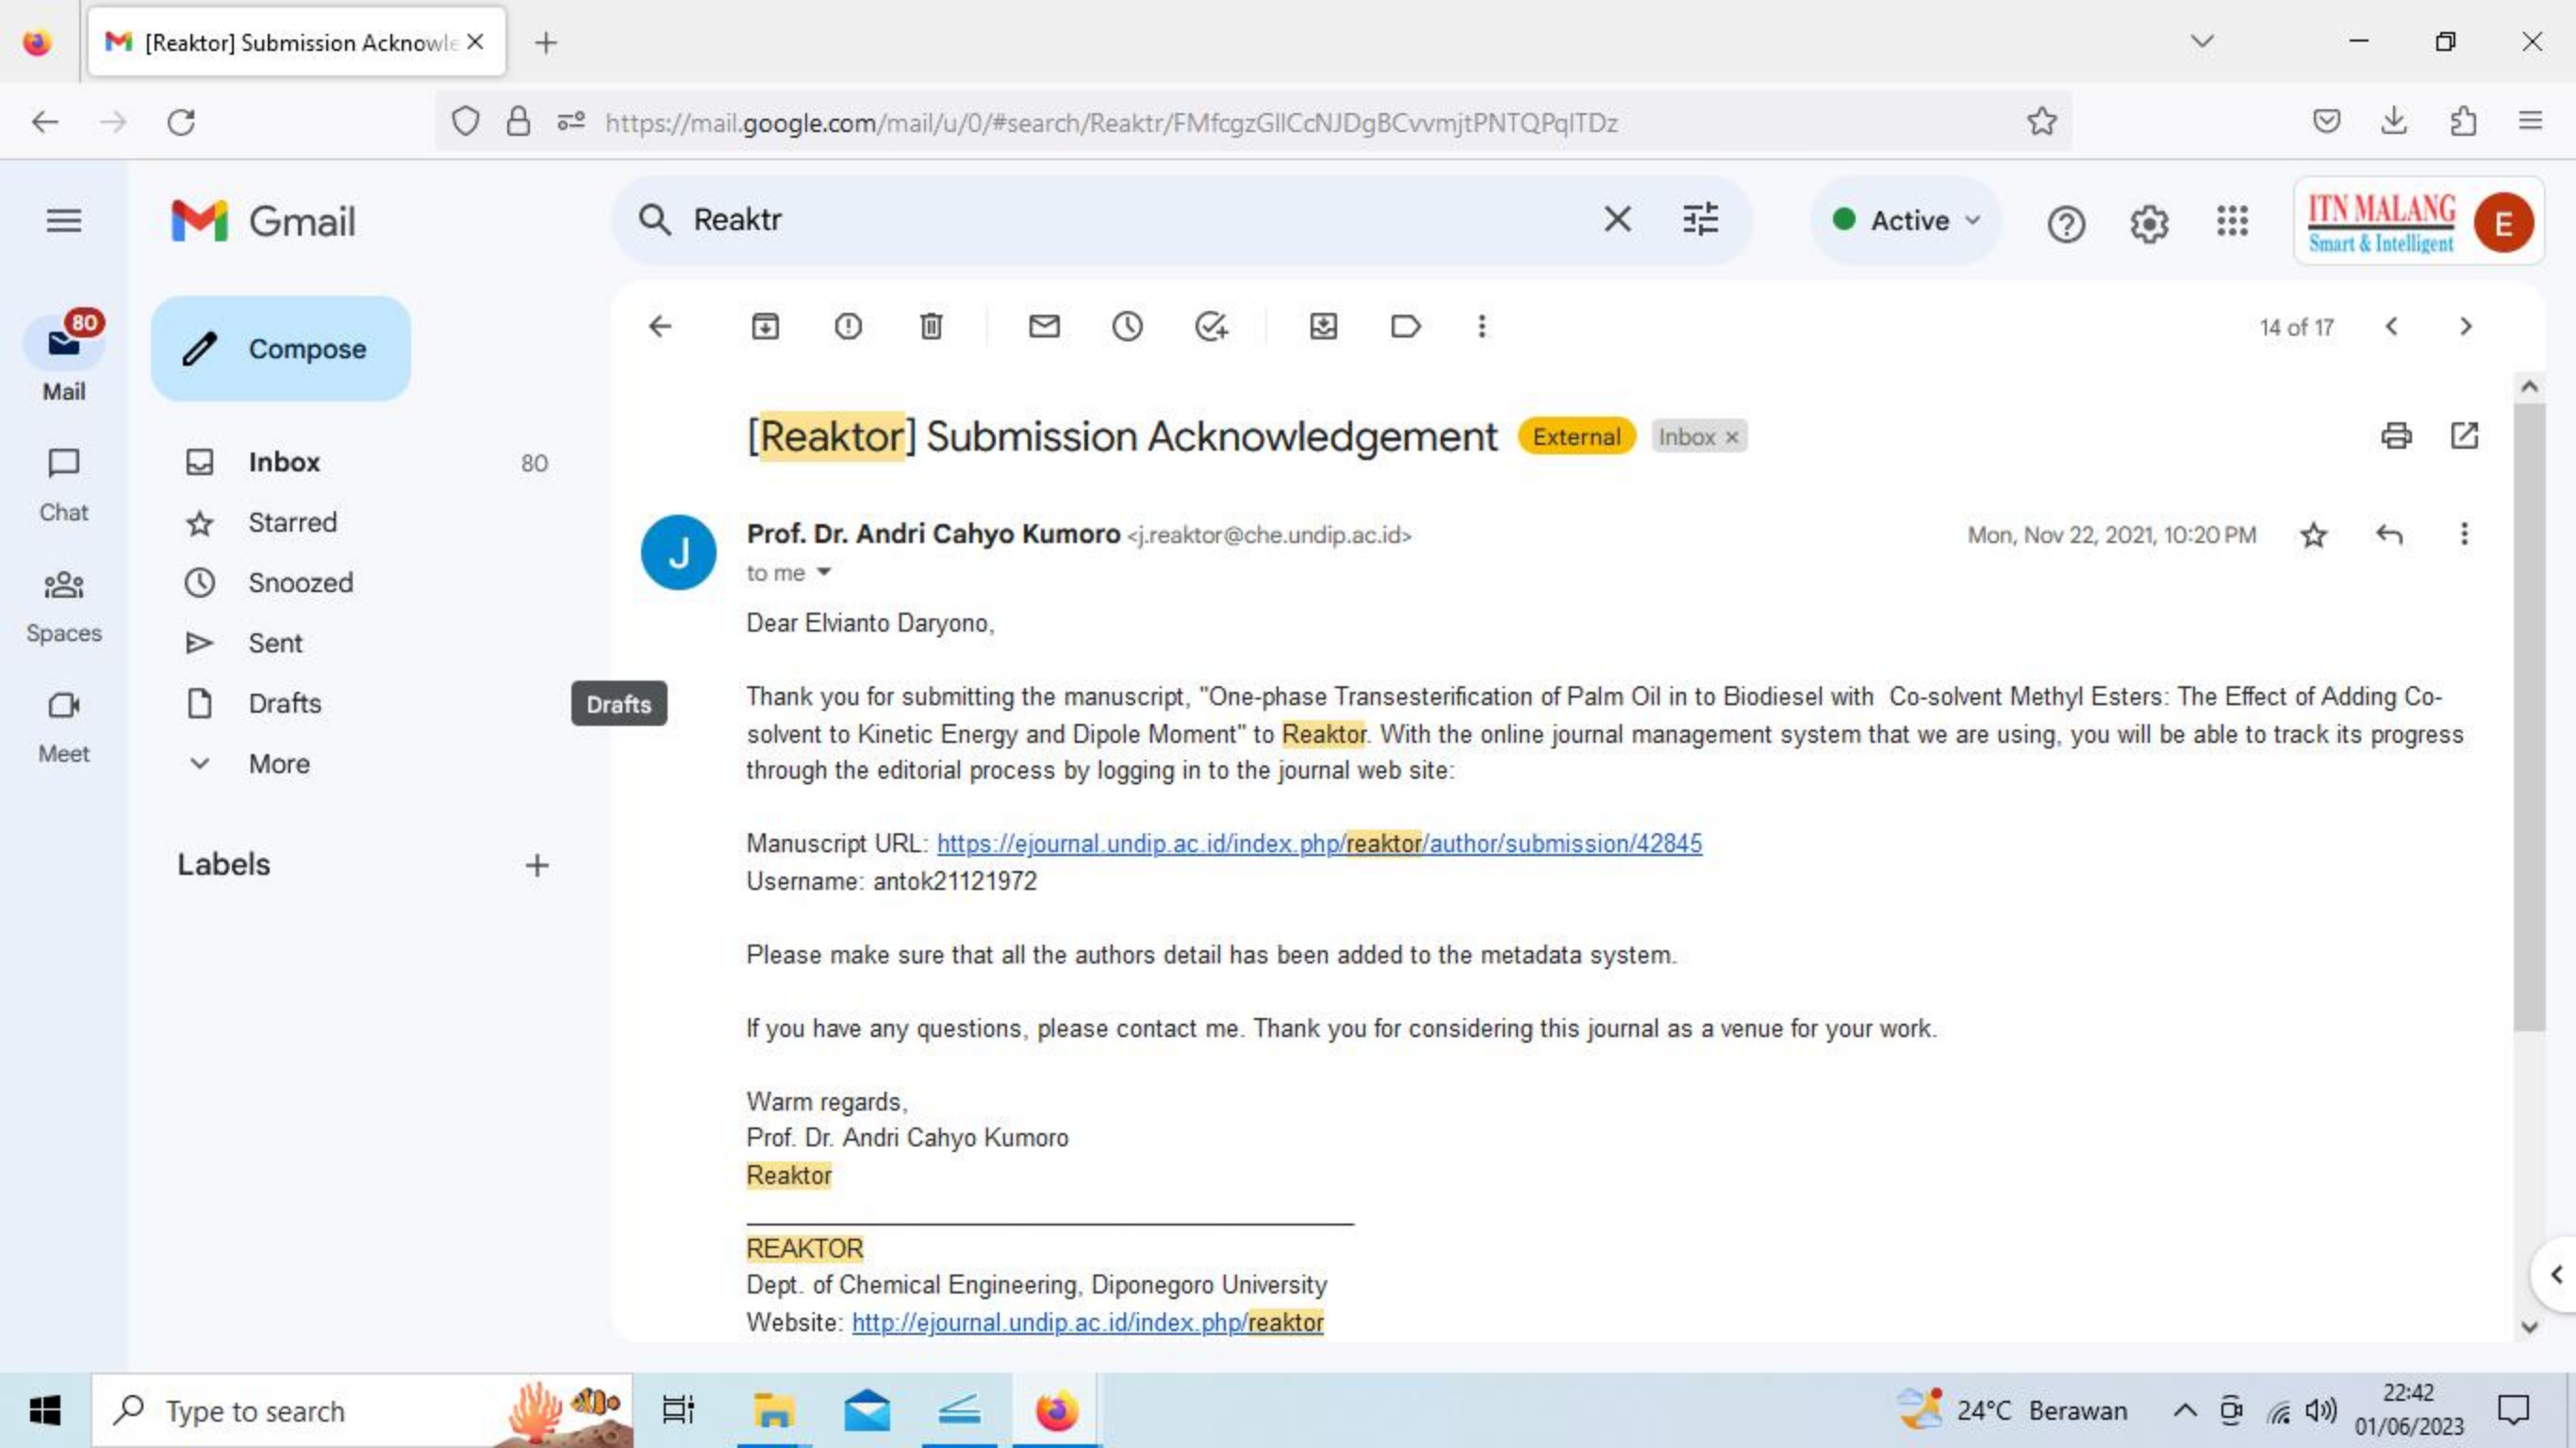 [Reaktor] Submission Acknowle
https://mail.google.com/mail/u/0/#search/Reaktr/FMfcgzGllCcNJDgBCvvmjtPNTQPqlTDz
Gmail
Reaktr
Active
ITN MALANG
Smart & Intelligent
E
80
Mail
Chat
Spaces
Meet
Compose
Inbox 80
Starred
Snoozed
Sent
Drafts
More
Labels
Drafts
14 of 17
[Reaktor] Submission Acknowledgement External Inbox ×
J
Prof. Dr. Andri Cahyo Kumoro <j.reaktor@che.undip.ac.id> Mon, Nov 22, 2021, 10:20 PM
to me
Dear Elvianto Daryono,
Thank you for submitting the manuscript, "One-phase Transesterification of Palm Oil in to Biodiesel with  Co-solvent Methyl Esters: The Effect of Adding Co-
solvent to Kinetic Energy and Dipole Moment" to Reaktor. With the online journal management system that we are using, you will be able to track its progress
through the editorial process by logging in to the journal web site:
Manuscript URL: https://ejournal.undip.ac.id/index.php/reaktor/author/submission/42845
Username: antok21121972
Please make sure that all the authors detail has been added to the metadata system.
If you have any questions, please contact me. Thank you for considering this journal as a venue for your work.
Warm regards,
Prof. Dr. Andri Cahyo Kumoro
Reaktor
REAKTOR
Dept. of Chemical Engineering, Diponegoro University
Website: http://ejournal.undip.ac.id/index.php/reaktor
Type to search
24°C Berawan
22:42
01/06/2023